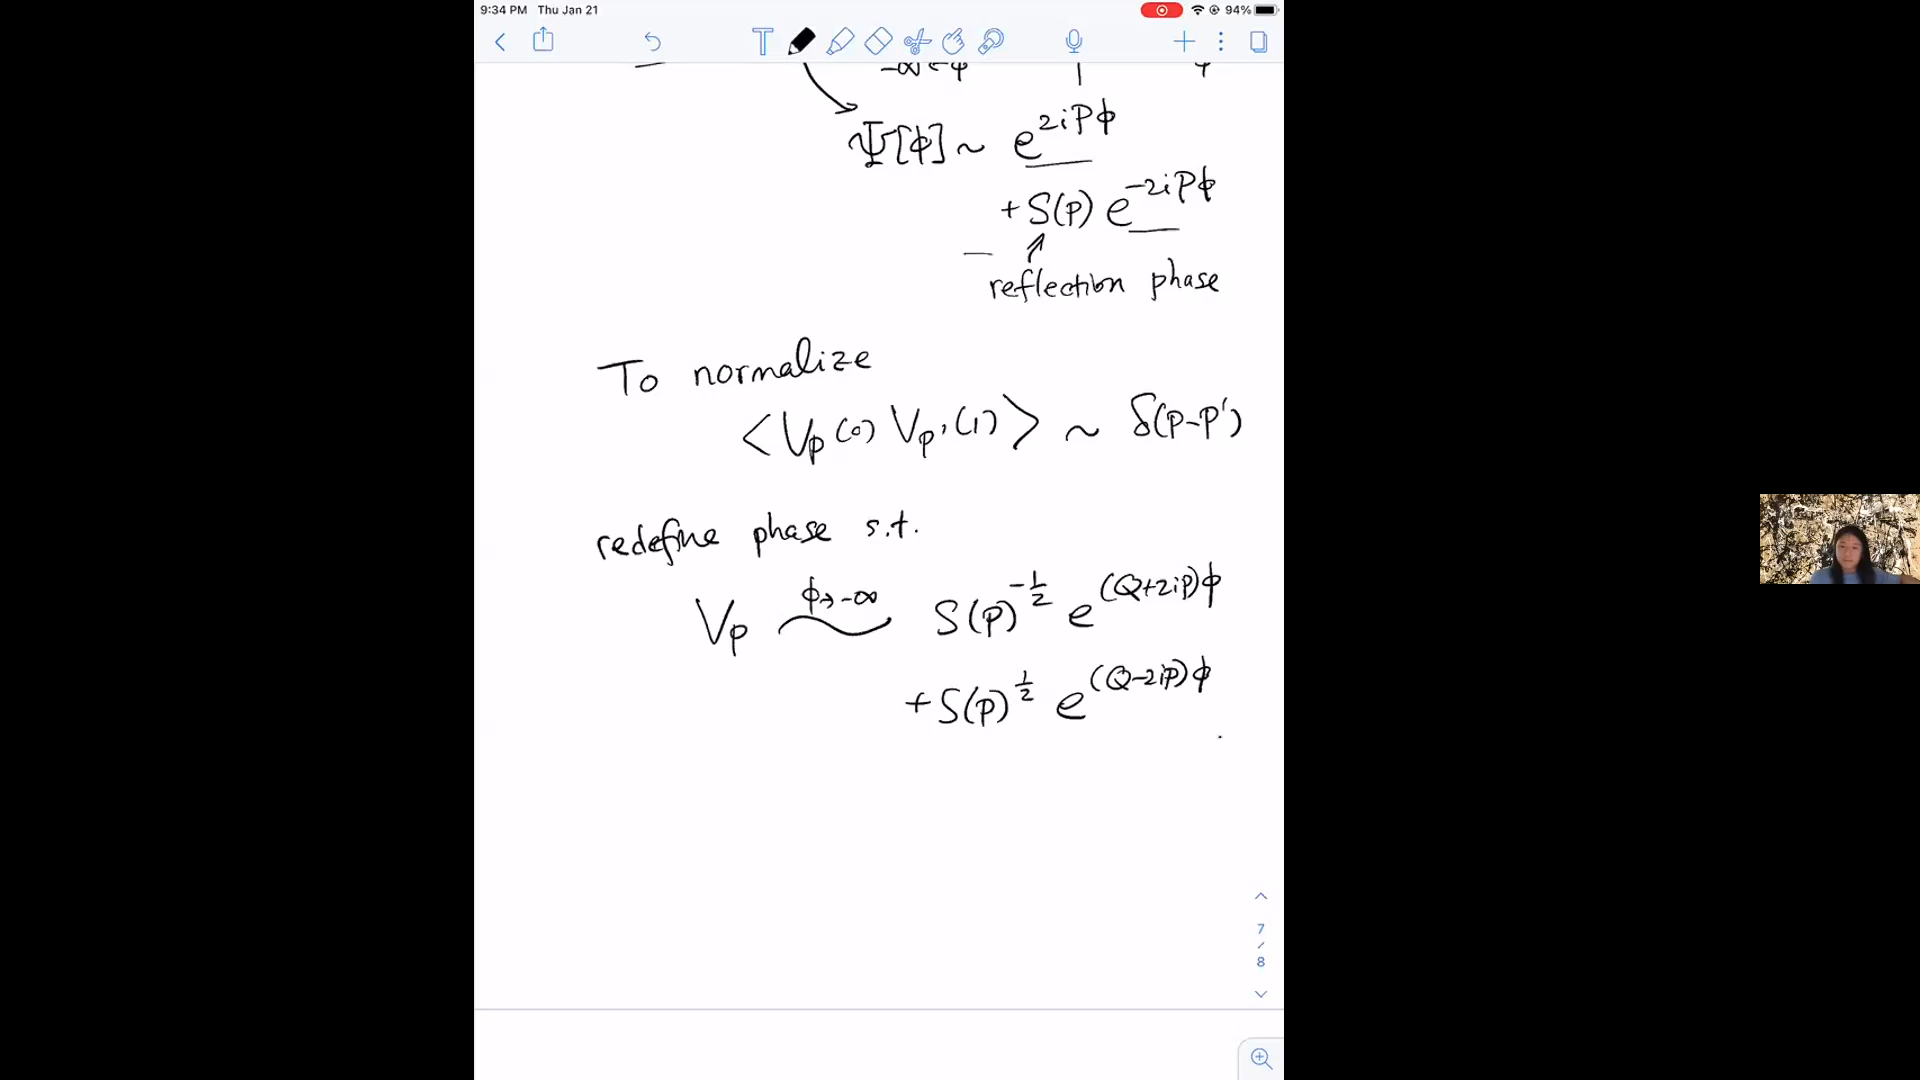 9:34 PM Thu Jan 21
94%
T
-∞ ← φ
Ψ[φ] ~ e^{2iPφ}
+ S(P) e^{-2iPφ}
reflection phase
To normalize
<V_P(0) V_{P'}(1)> ~ δ(P-P')
redefine phase s.t.
V_P ~^{φ→-∞} S(P)^{-1/2} e^{(Q+2iP)φ}
+ S(P)^{1/2} e^{(Q-2iP)φ}
7
/
8